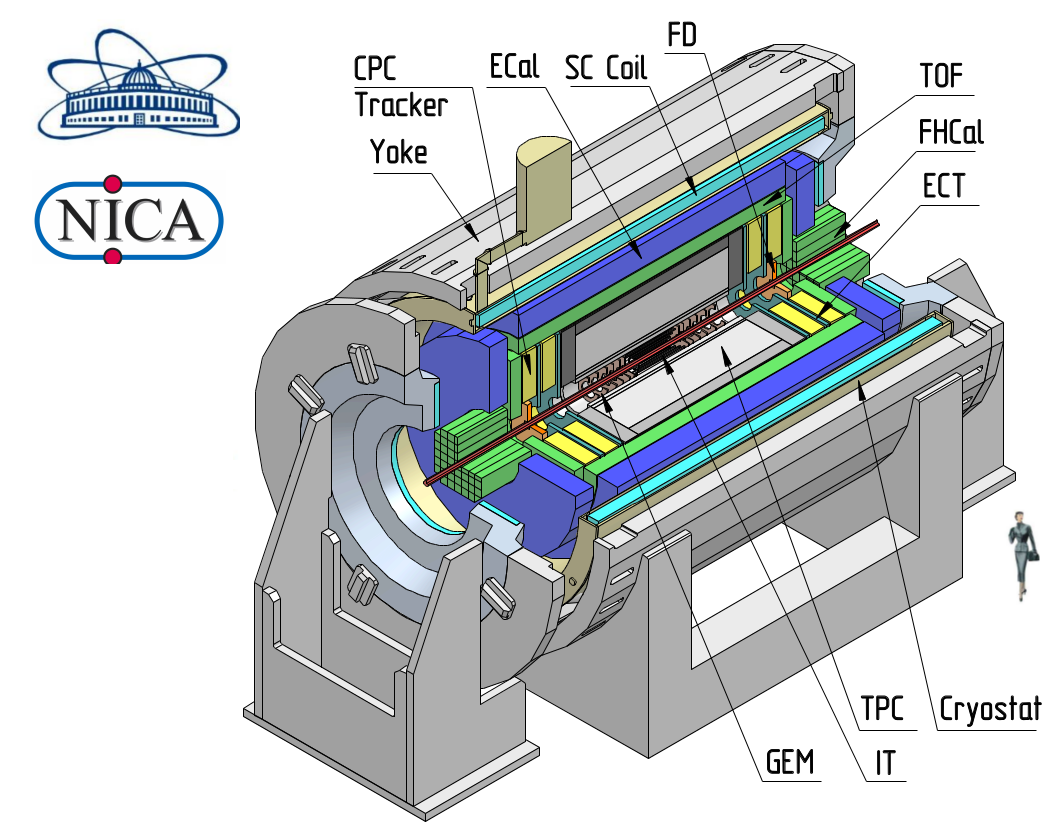 FD
CPC
Tracker
ECal
SC Coil
TOF
Yoke
FHCal
ECT
NICA
TPC
Cryostat
GEM
IT